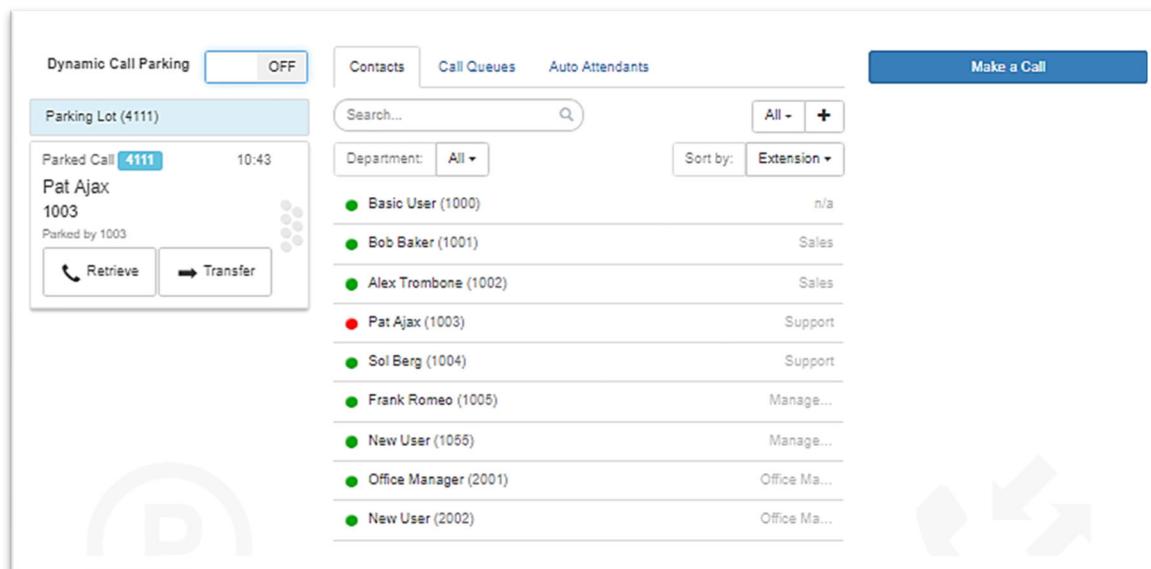 Dynamic Call Parking OFF
Parking Lot (4111)
Parked Call 4111 10:43
Pat Ajax
1003
Parked by 1003
Retrieve Transfer
Contacts Call Queues Auto Attendants
Search... All +
Department: All Sort by: Extension
Basic User (1000) n/a
Bob Baker (1001) Sales
Alex Trombone (1002) Sales
Pat Ajax (1003) Support
Sol Berg (1004) Support
Frank Romeo (1005) Manage...
New User (1055) Manage...
Office Manager (2001) Office Ma...
New User (2002) Office Ma...
Make a Call
P